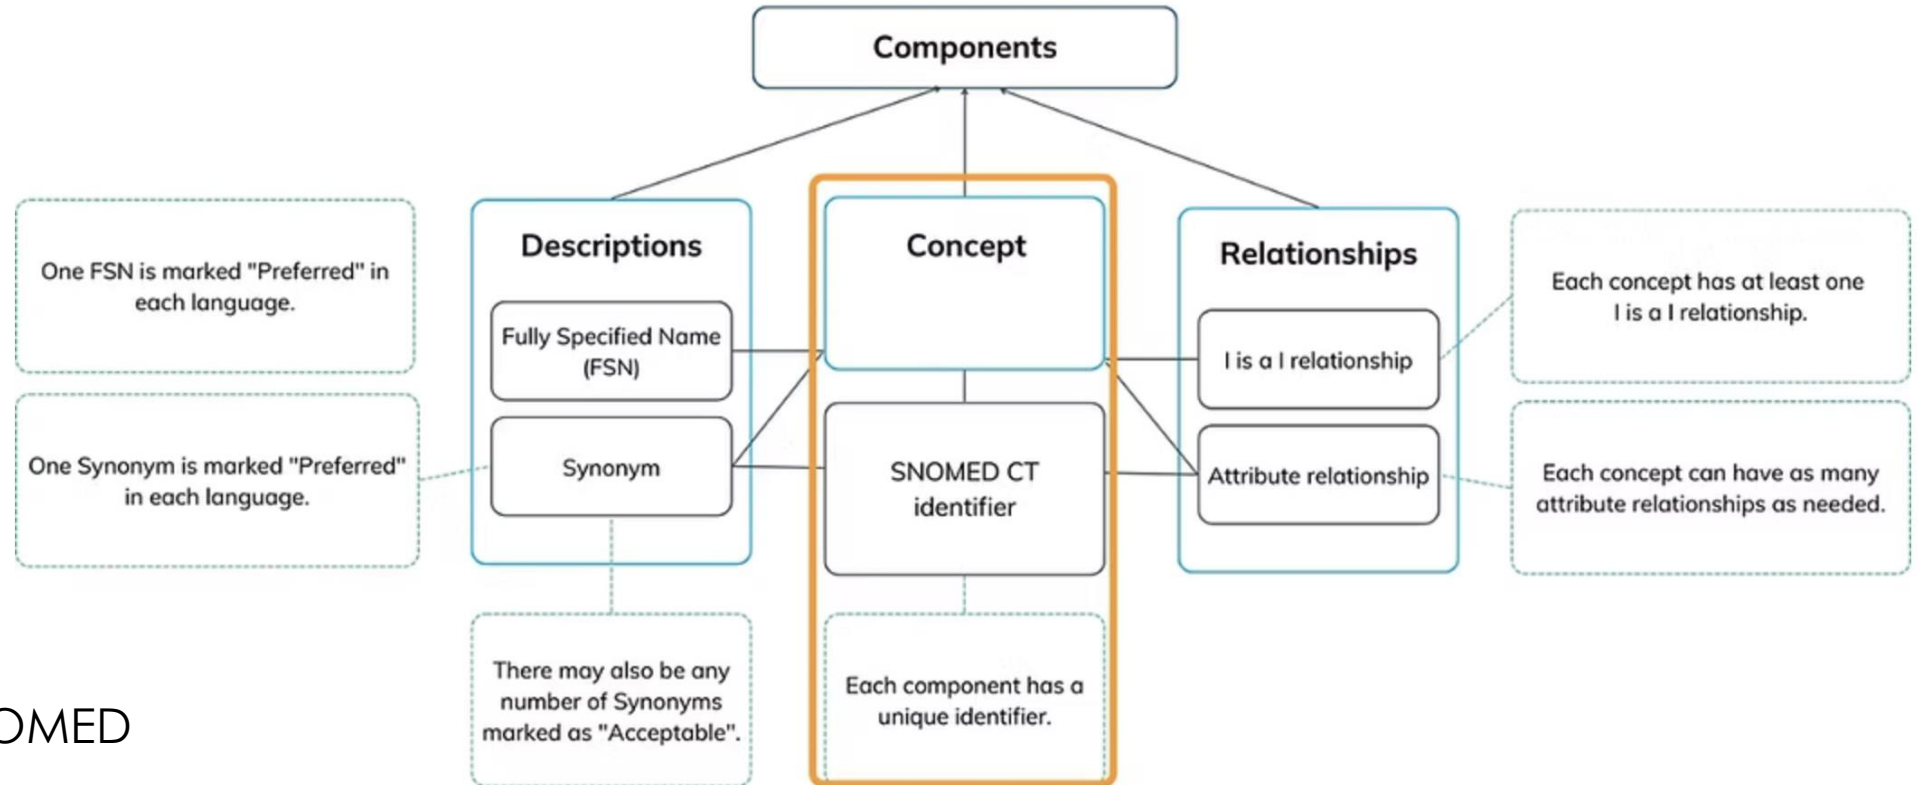 Components
One FSN is marked "Preferred" in
each language.
One Synonym is marked "Preferred"
in each language.
Descriptions
Fully Specified Name
(FSN)
Synonym
There may also be any
number of Synonyms
marked as "Acceptable".
Concept
SNOMED CT
identifier
Each component has a
unique identifier.
Relationships
I is a I relationship
Attribute relationship
Each concept has at least one
I is a I relationship.
Each concept can have as many
attribute relationships as needed.
OMED